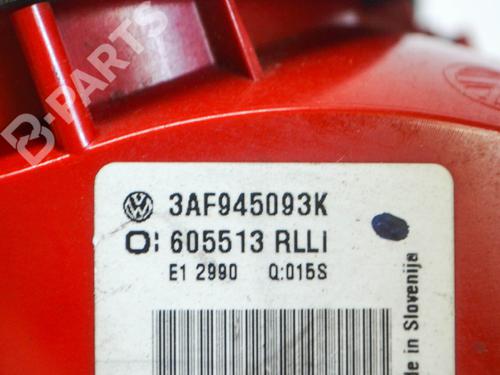 B-PARTS
3AF945093K
O: 605513 RLLI
E1 2990 Q:015S
de in Slovenija